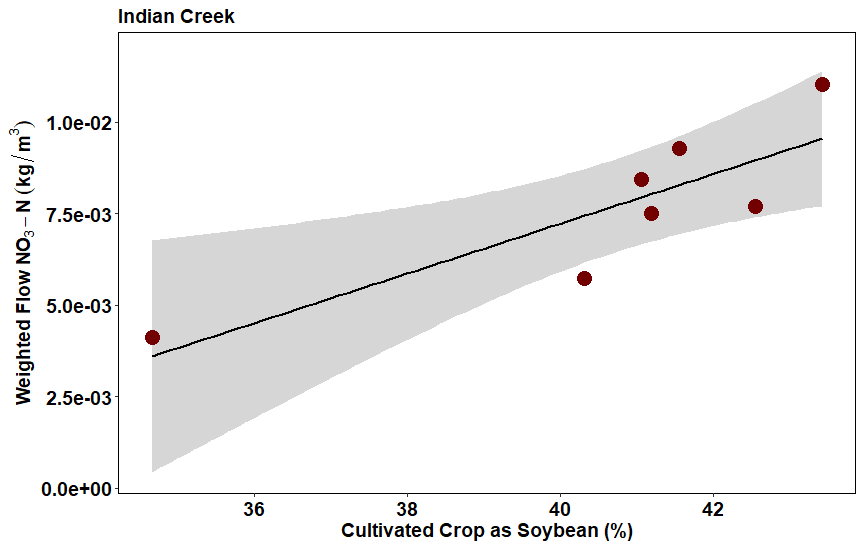 Indian Creek
Weighted Flow NO₃−N (kg/m³)
1.0e-02
7.5e-03
5.0e-03
2.5e-03
0.0e+00
36 38 40 42
Cultivated Crop as Soybean (%)